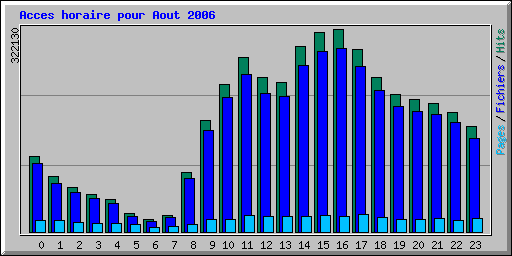 Acces horaire pour Aout 2006
322130
Pages / Fichiers / Hits
0 1 2 3 4 5 6 7 8 9 10 11 12 13 14 15 16 17 18 19 20 21 22 23